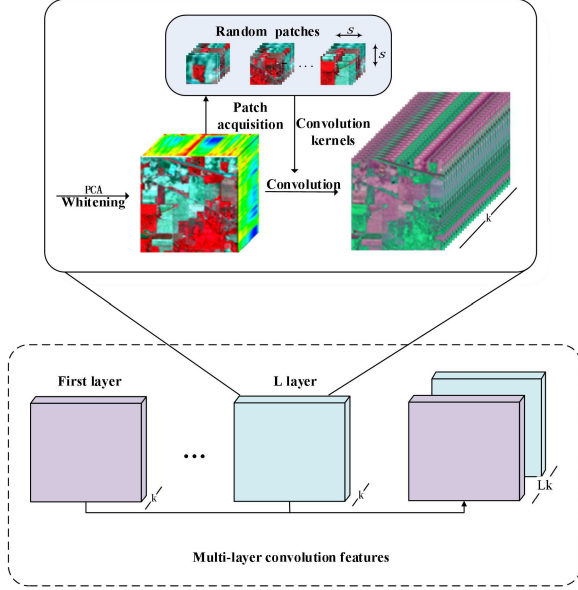 Random patches
s
s
...
Patch
acquisition
Convolution
kernels
PCA
Whitening
Convolution
k
First layer
L layer
...
k
k
Lk
Multi-layer convolution features